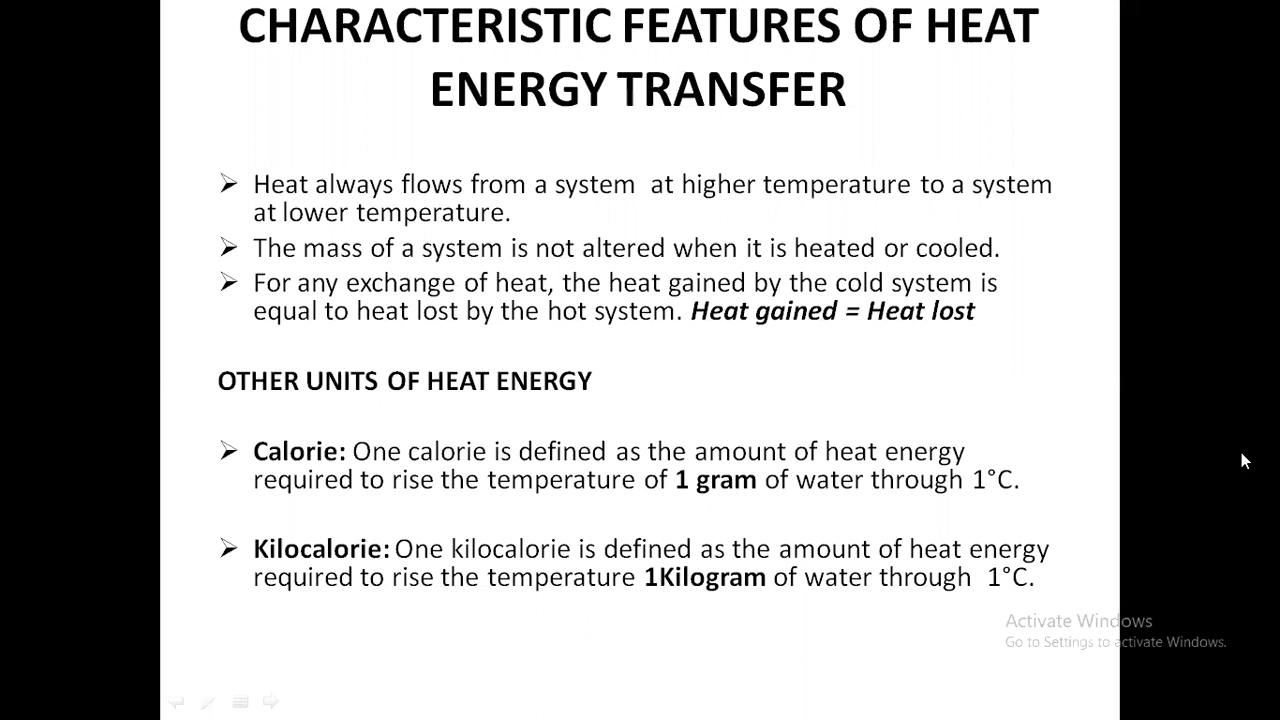 CHARACTERISTIC FEATURES OF HEAT
ENERGY TRANSFER
Heat always flows from a system at higher temperature to a system
at lower temperature.
The mass of a system is not altered when it is heated or cooled.
For any exchange of heat, the heat gained by the cold system is
equal to heat lost by the hot system. Heat gained = Heat lost
OTHER UNITS OF HEAT ENERGY
Calorie: One calorie is defined as the amount of heat energy
required to rise the temperature of 1 gram of water through 1°C.
Kilocalorie: One kilocalorie is defined as the amount of heat energy
required to rise the temperature 1Kilogram of water through 1°C.
Activate Windows
Go to Settings to activate Windows.